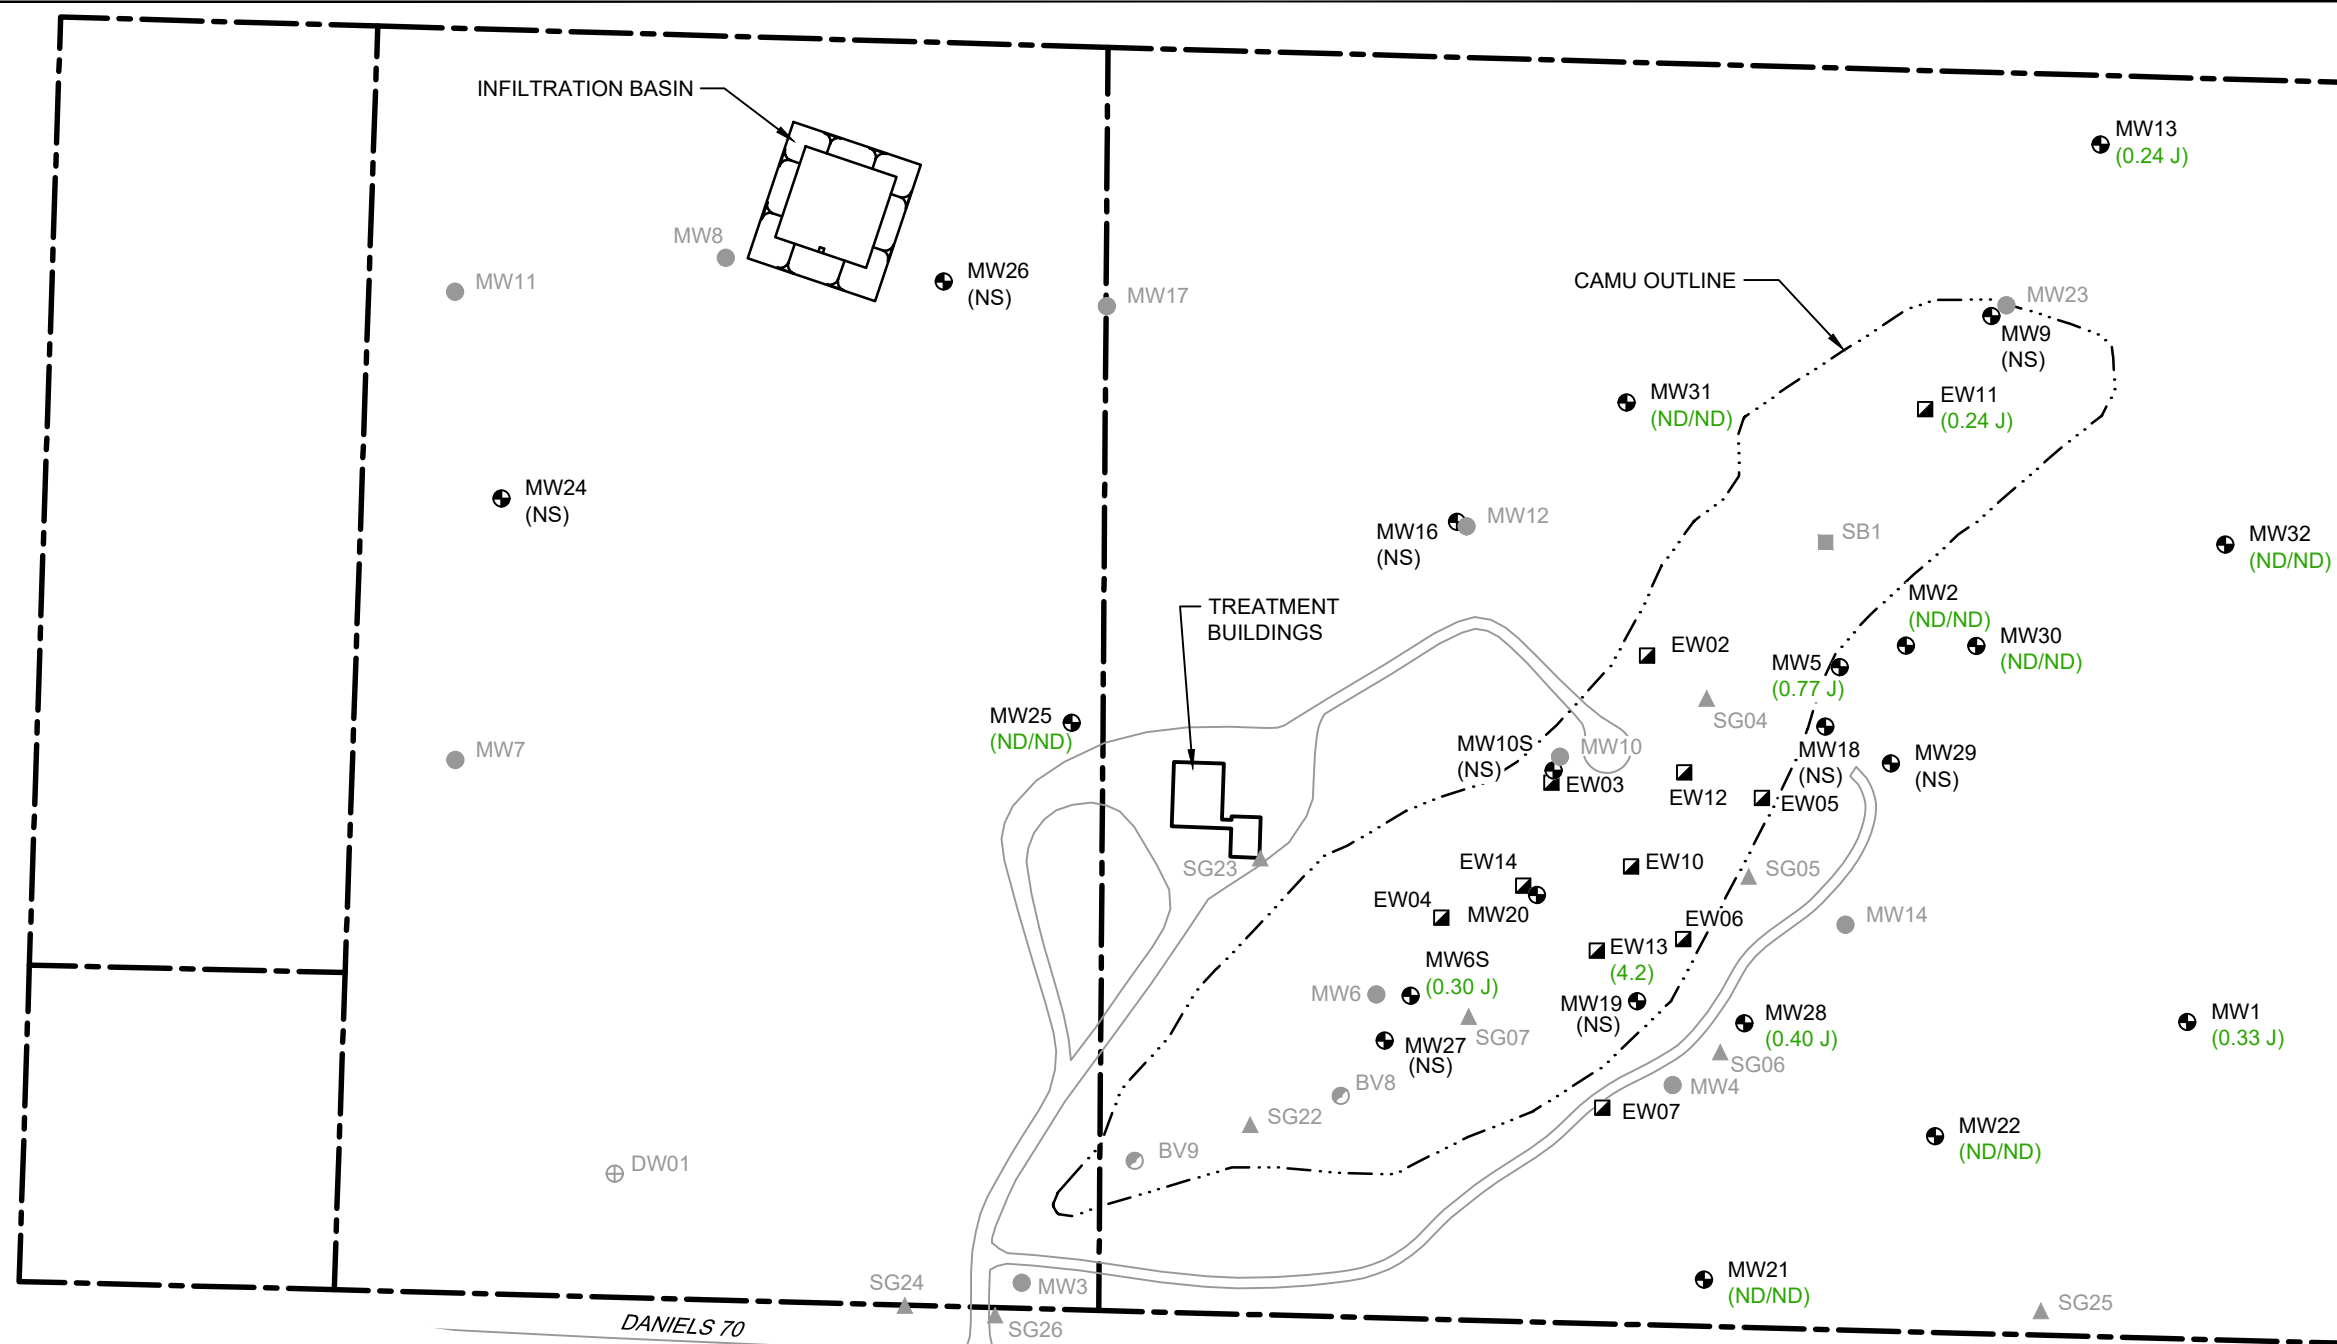 INFILTRATION BASIN
MW13
(0.24 J)
MW8
MW26
(NS)
MW11
MW17
CAMU OUTLINE
MW23
MW9
(NS)
MW31
(ND/ND)
EW11
(0.24 J)
MW24
(NS)
MW16
(NS)
MW12
SB1
MW32
(ND/ND)
TREATMENT
BUILDINGS
MW2
(ND/ND)
MW30
(ND/ND)
EW02
MW5
(0.77 J)
SG04
MW25
(ND/ND)
MW7
MW10S
(NS)
MW10
EW03
EW12
MW18
(NS)
MW29
(NS)
EW05
SG23
EW14
EW10
SG05
EW04
MW20
EW06
MW14
EW13
(4.2)
MW6S
(0.30 J)
MW6
MW19
(NS)
SG07
MW28
(0.40 J)
MW1
(0.33 J)
MW27
(NS)
SG06
BV8
MW4
SG22
EW07
MW22
(ND/ND)
BV9
DW01
MW21
(ND/ND)
SG24
MW3
SG25
SG26
DANIELS 70